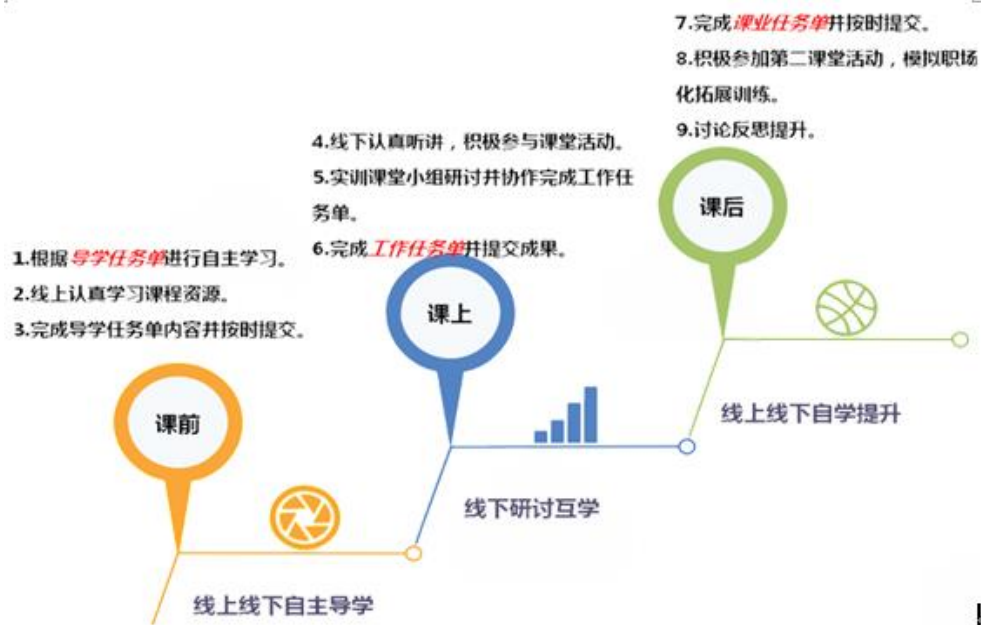 1.根据导学任务单进行自主学习。
2.线上认真学习课程资源。
3.完成导学任务单内容并按时提交。
课前
线上线下自主导学
4.线下认真听讲，积极参与课堂活动。
5.实训课堂小组研讨并协作完成工作任
务单。
6.完成工作任务单并提交成果。
课上
线下研讨互学
7.完成课业任务单并按时提交。
8.积极参加第二课堂活动，模拟职场
化拓展训练。
9.讨论反思提升。
课后
线上线下自学提升